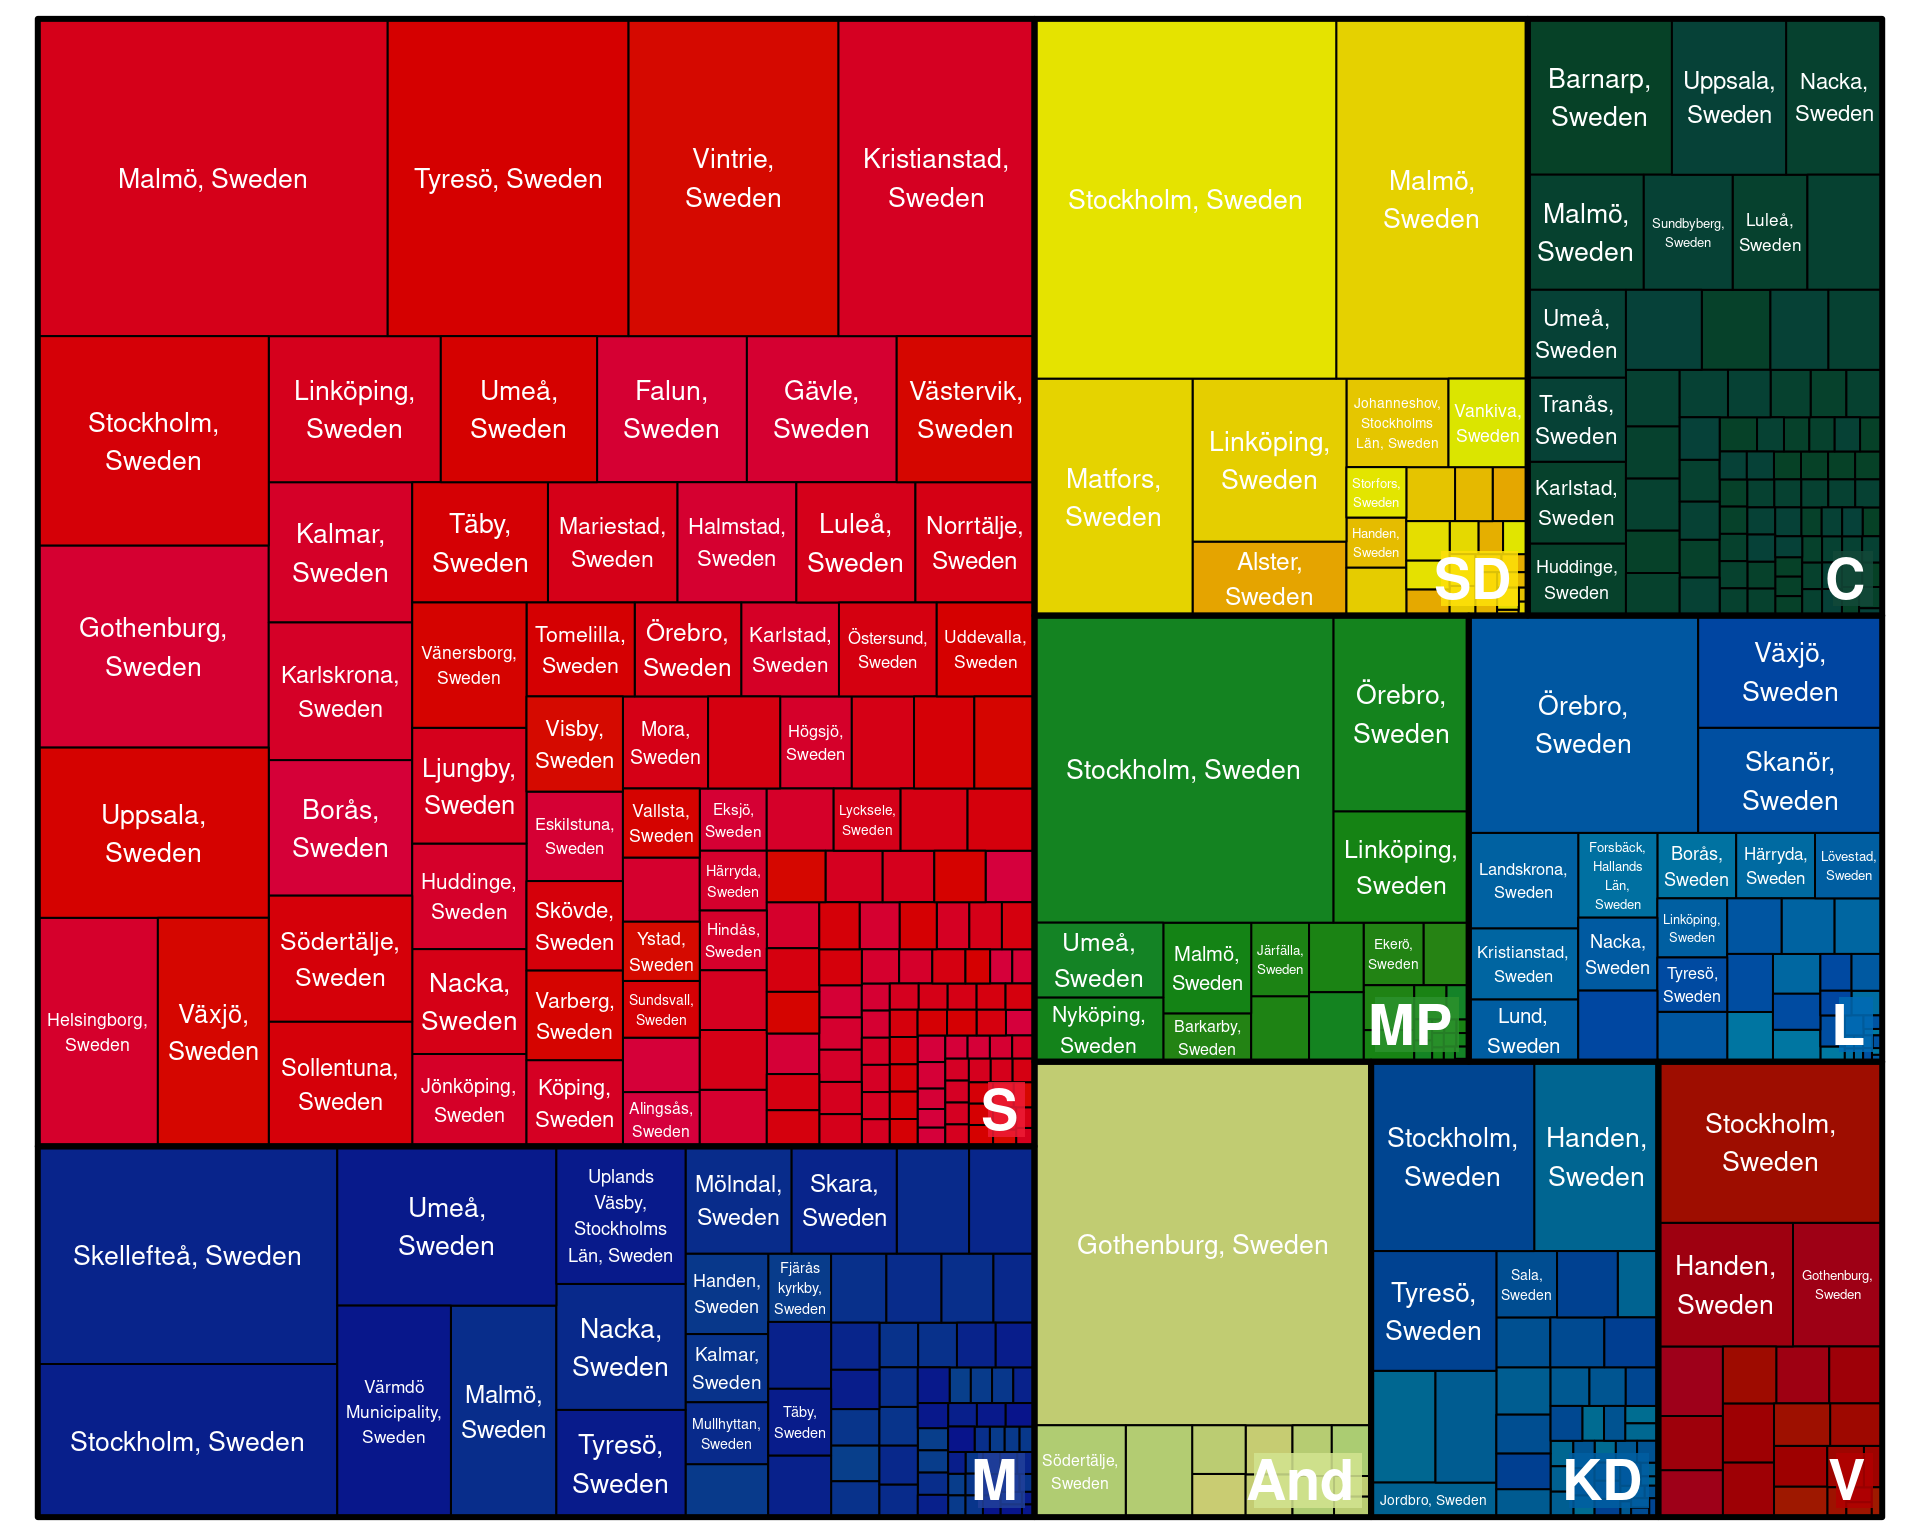 Malmö, Sweden
Tyresö, Sweden
Vintrie,
Sweden
Kristianstad,
Sweden
Stockholm,
Sweden
Linköping,
Sweden
Umeå,
Sweden
Falun,
Sweden
Gävle,
Sweden
Västervik,
Sweden
Gothenburg,
Sweden
Kalmar,
Sweden
Täby,
Sweden
Mariestad,
Sweden
Halmstad,
Sweden
Luleå,
Sweden
Norrtälje,
Sweden
Karlskrona,
Sweden
Vänersborg,
Sweden
Tomelilla,
Sweden
Örebro,
Sweden
Karlstad,
Sweden
Östersund,
Sweden
Uddevalla,
Sweden
Uppsala,
Sweden
Borås,
Sweden
Ljungby,
Sweden
Visby,
Sweden
Mora,
Sweden
Högsjö,
Sweden
Eskilstuna,
Sweden
Vallsta,
Sweden
Eksjö,
Sweden
Lycksele,
Sweden
Huddinge,
Sweden
Skövde,
Sweden
Härryda,
Sweden
Ystad,
Sweden
Hindås,
Sweden
Helsingborg,
Sweden
Växjö,
Sweden
Södertälje,
Sweden
Nacka,
Sweden
Varberg,
Sweden
Sundsvall,
Sweden
Sollentuna,
Sweden
Jönköping,
Sweden
Köping,
Sweden
Alingsås,
Sweden
S
Skellefteå, Sweden
Stockholm, Sweden
Umeå,
Sweden
Värmdö
Municipality,
Sweden
Malmö,
Sweden
Uplands
Väsby,
Stockholms
Län, Sweden
Nacka,
Sweden
Tyresö,
Sweden
Mölndal,
Sweden
Skara,
Sweden
Handen,
Sweden
Fjärås
kyrkby,
Sweden
Kalmar,
Sweden
Mullhyttan,
Sweden
Täby,
Sweden
M
Stockholm, Sweden
Malmö,
Sweden
Matfors,
Sweden
Linköping,
Sweden
Alster,
Sweden
Johanneshov,
Stockholms
Län, Sweden
Vankiva,
Sweden
Storfors,
Sweden
Handen,
Sweden
SD
Barnarp,
Sweden
Uppsala,
Sweden
Nacka,
Sweden
Malmö,
Sweden
Sundbyberg,
Sweden
Luleå,
Sweden
Umeå,
Sweden
Tranås,
Sweden
Karlstad,
Sweden
Huddinge,
Sweden
C
Stockholm, Sweden
Örebro,
Sweden
Linköping,
Sweden
Umeå,
Sweden
Nyköping,
Sweden
Malmö,
Sweden
Barkarby,
Sweden
Järfälla,
Sweden
Ekerö,
Sweden
MP
Örebro,
Sweden
Växjö,
Sweden
Skanör,
Sweden
Landskrona,
Sweden
Kristianstad,
Sweden
Lund,
Sweden
Forsbäck,
Hallands
Län,
Sweden
Nacka,
Sweden
Borås,
Sweden
Härryda,
Sweden
Lövestad,
Sweden
Linköping,
Sweden
Tyresö,
Sweden
L
Gothenburg, Sweden
Södertälje,
Sweden
And
Stockholm,
Sweden
Handen,
Sweden
Tyresö,
Sweden
Sala,
Sweden
Jordbro, Sweden
KD
Stockholm,
Sweden
Handen,
Sweden
Gothenburg,
Sweden
V